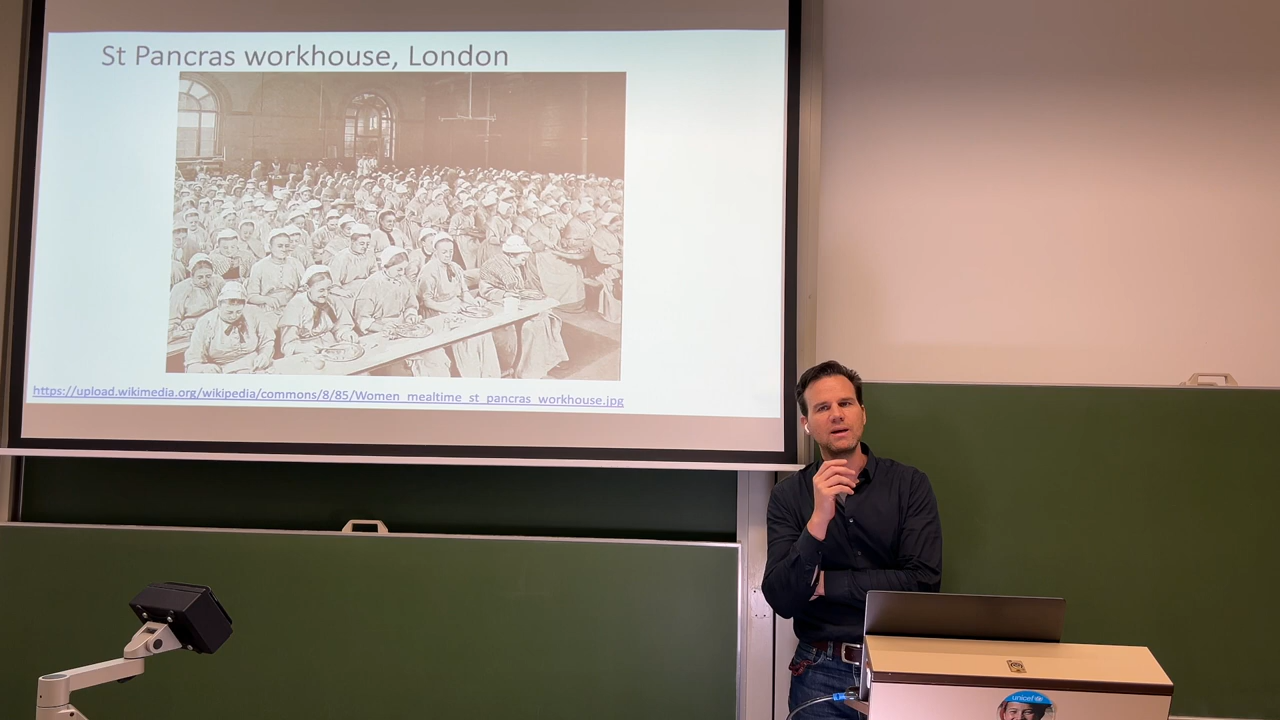 St Pancras workhouse, London
https://upload.wikimedia.org/wikipedia/commons/8/85/Women_mealtime_st_pancras_workhouse.jpg
unicef